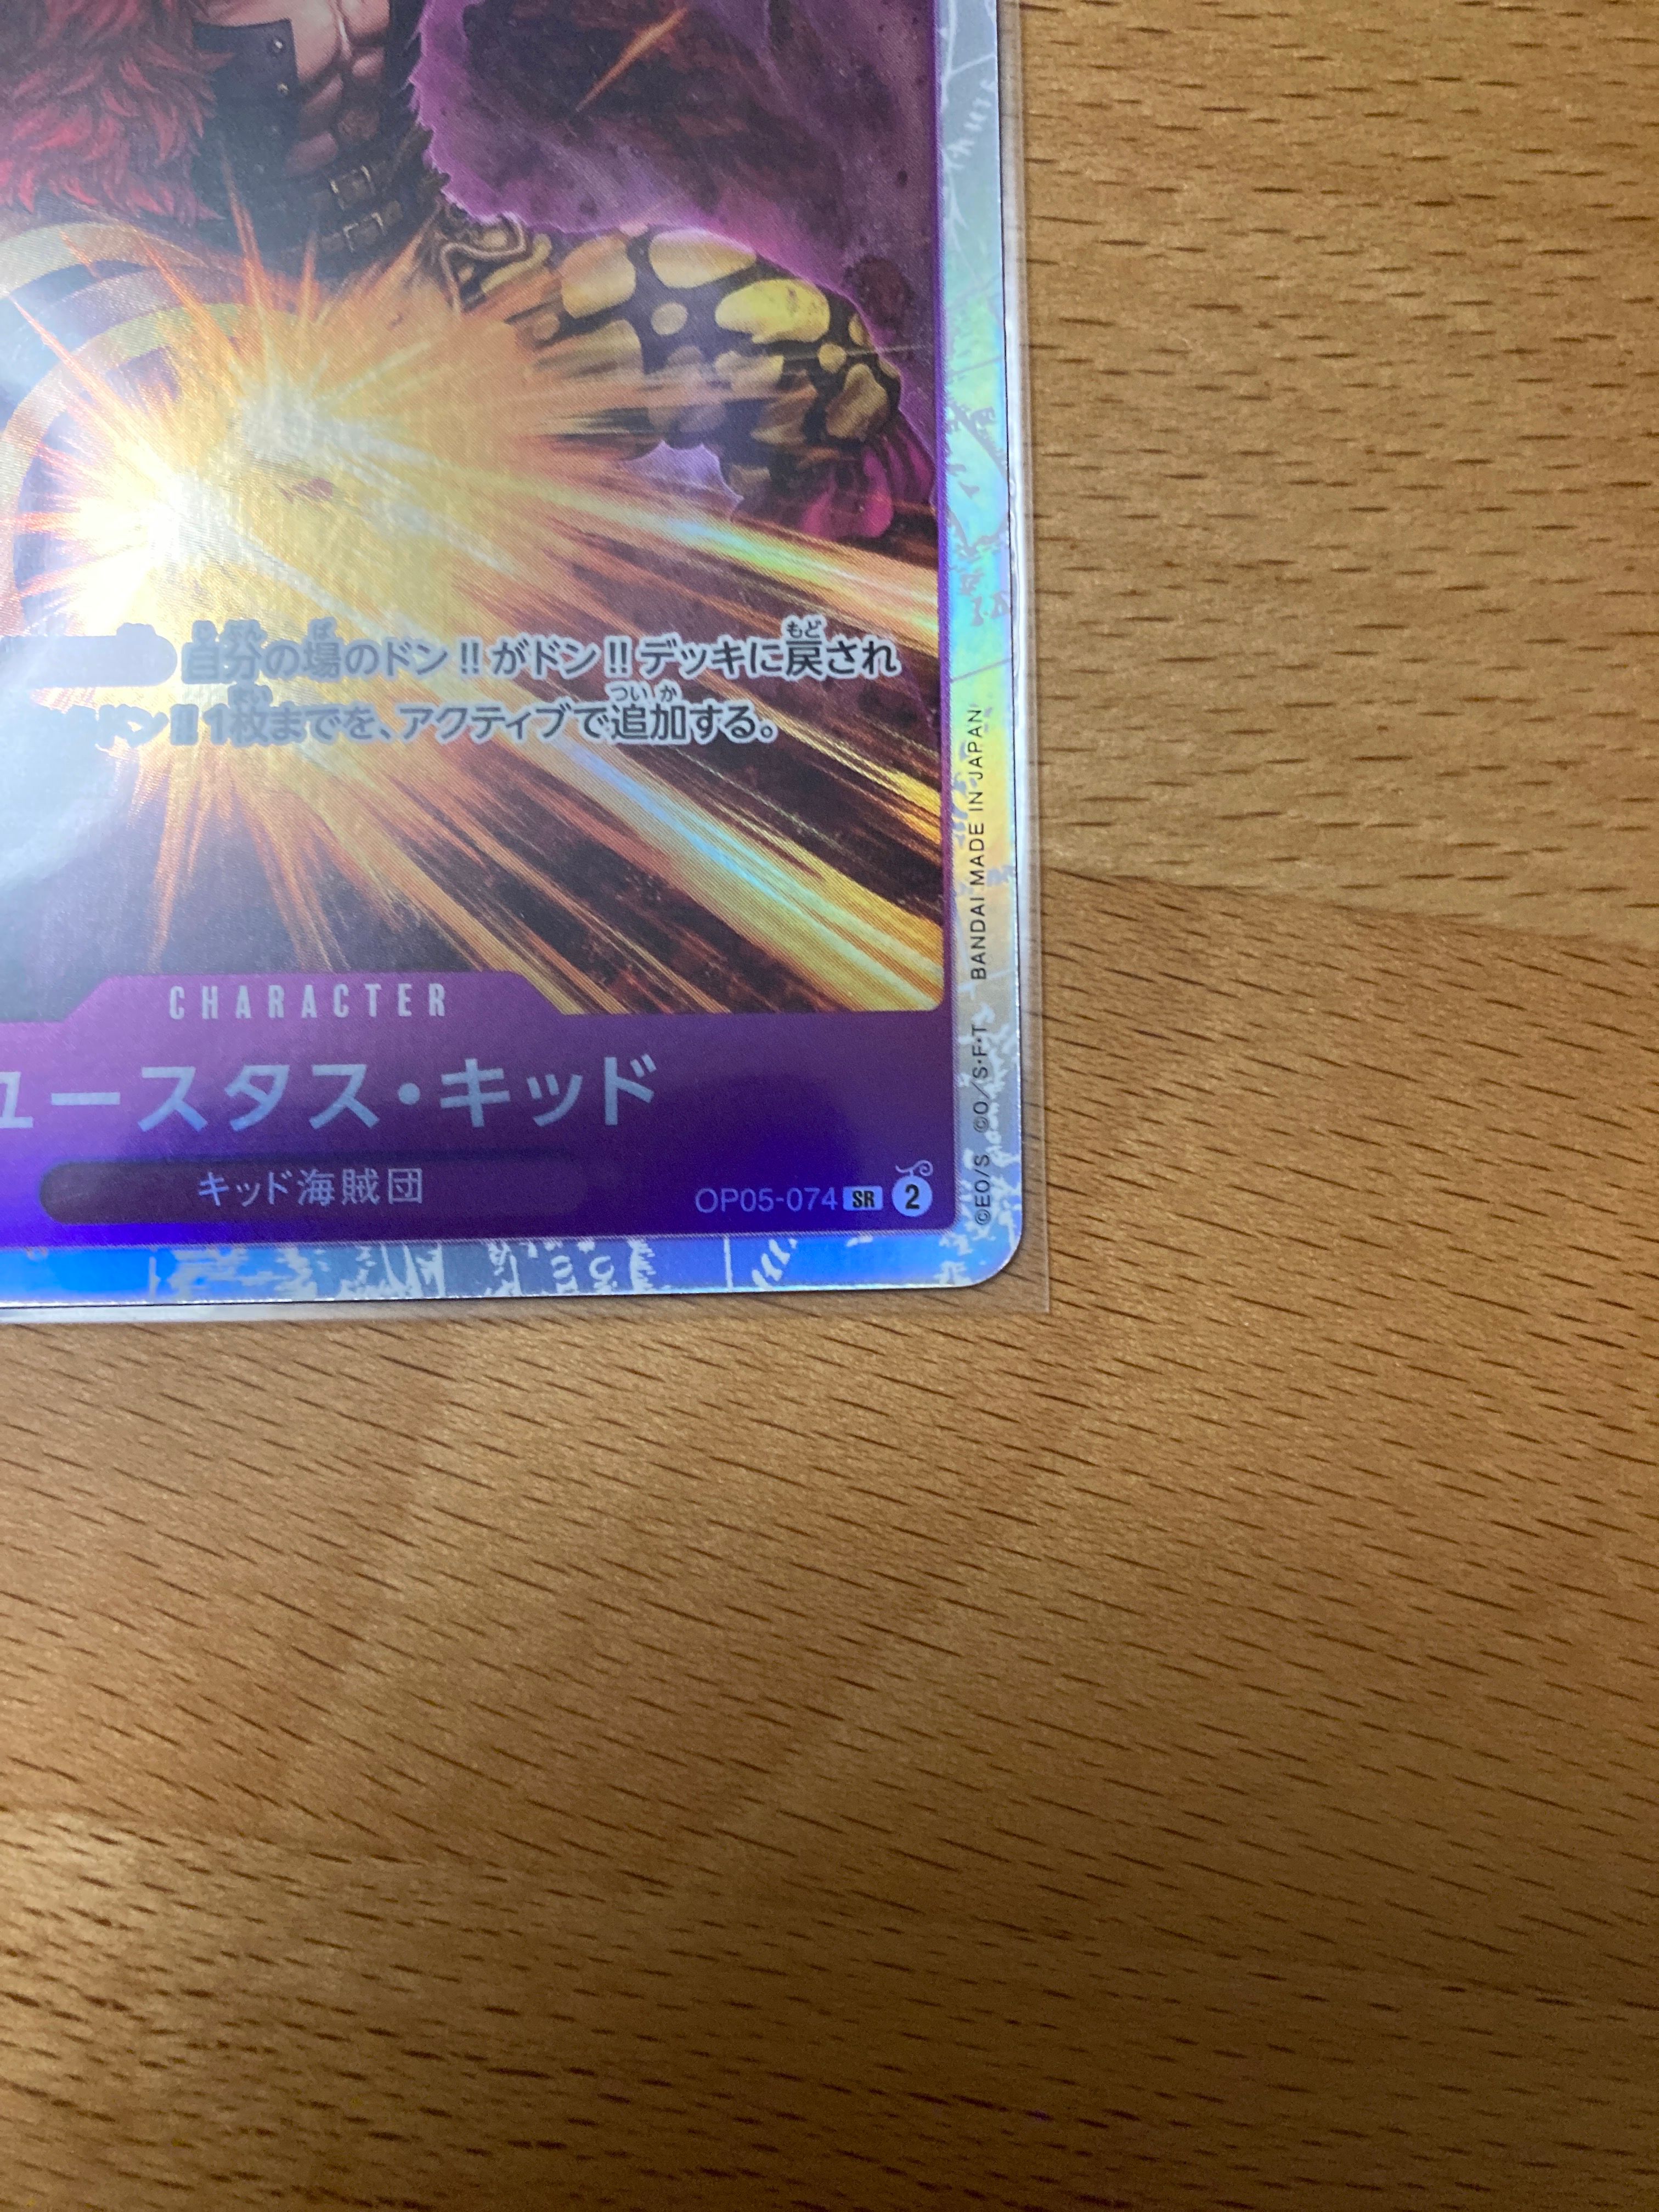 自分の場のドン!!がドン!!デッキに戻され
ドン!!1枚までを、アクティブで追加する。
CHARACTER
ユースタス・キッド
キッド海賊団
OP05-074 SR 2
©EO/S ©O/S・F・T BANDAI MADE IN JAPAN